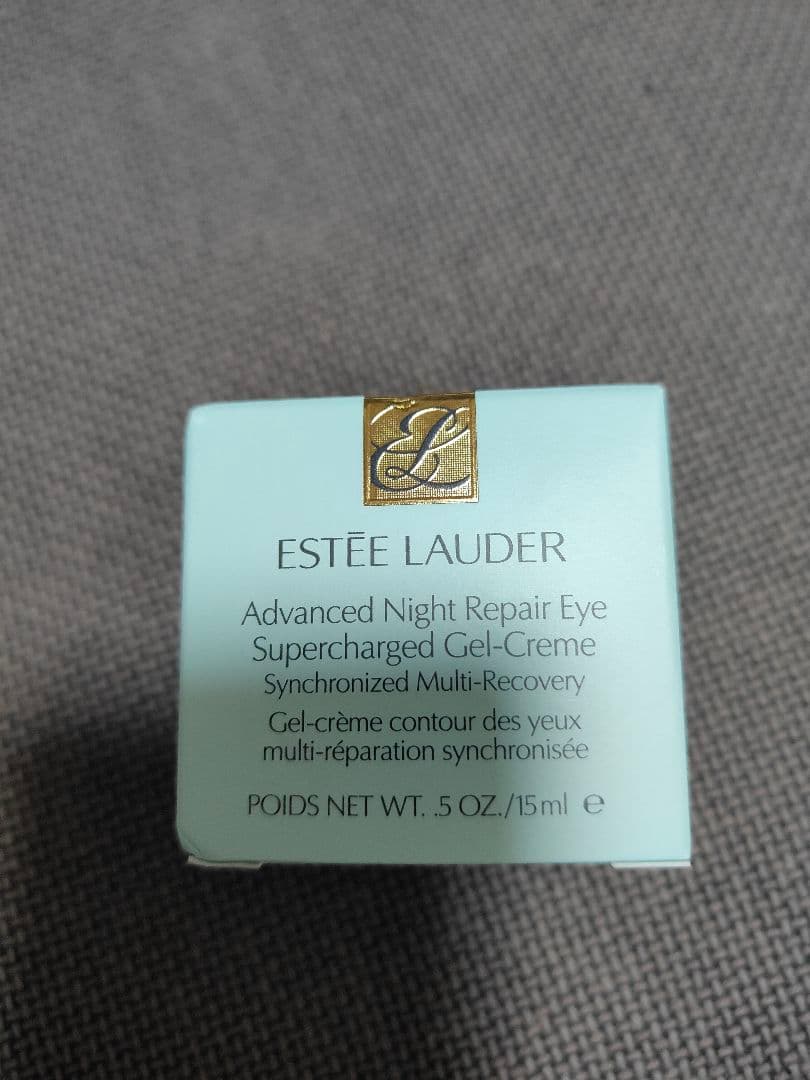 EL
ESTĒE LAUDER
Advanced Night Repair Eye
Supercharged Gel-Creme
Synchronized Multi-Recovery
Gel-crème contour des yeux
multi-réparation synchronisée
POIDS NET WT. .5 OZ./15ml ℮